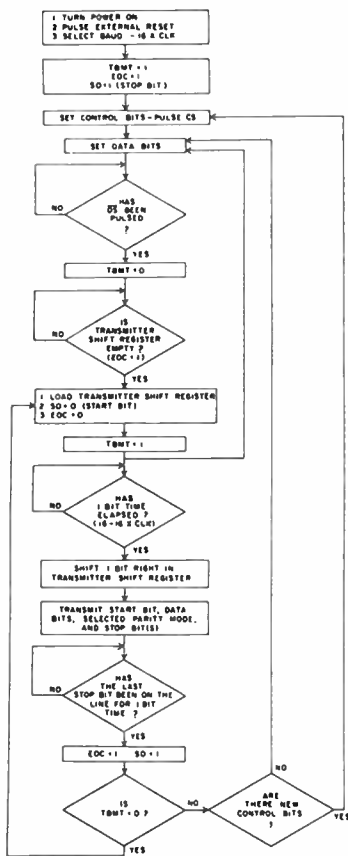 1 TURN POWER ON
2 PULSE EXTERNAL RESET
3 SELECT BAUD - 16 X CLK
TBMT = 1
EOC = 1
SO = 1 (STOP BIT)
SET CONTROL BITS - PULSE CS
SET DATA BITS
HAS
DS BEEN
PULSED
?
NO
YES
TBMT = 0
IS
TRANSMITTER
SHIFT REGISTER
EMPTY ?
(EOC = 1)
NO
YES
1 LOAD TRANSMITTER SHIFT REGISTER
2 SO = 0 (START BIT)
3 EOC = 0
TBMT = 1
HAS
1 BIT TIME
ELAPSED ?
(16 - 16 X CLK)
NO
YES
SHIFT 1 BIT RIGHT IN
TRANSMITTER SHIFT REGISTER
TRANSMIT START BIT, DATA
BITS, SELECTED PARITY MODE,
AND STOP BIT(S)
HAS
THE LAST
STOP BIT BEEN ON THE
LINE FOR 1 BIT
TIME ?
NO
YES
EOC = 1 SO = 1
IS
TBMT = 0 ?
NO
YES
ARE
THERE NEW
CONTROL BITS
?
NO
YES